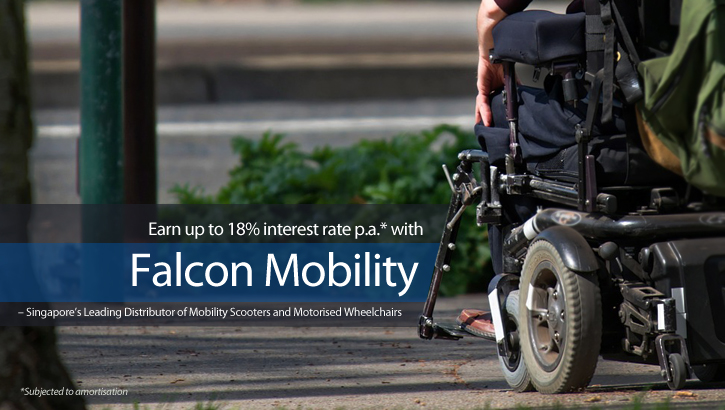 Earn up to 18% interest rate p.a.* with
Falcon Mobility
– Singapore's Leading Distributor of Mobility Scooters and Motorised Wheelchairs
*Subjected to amortisation